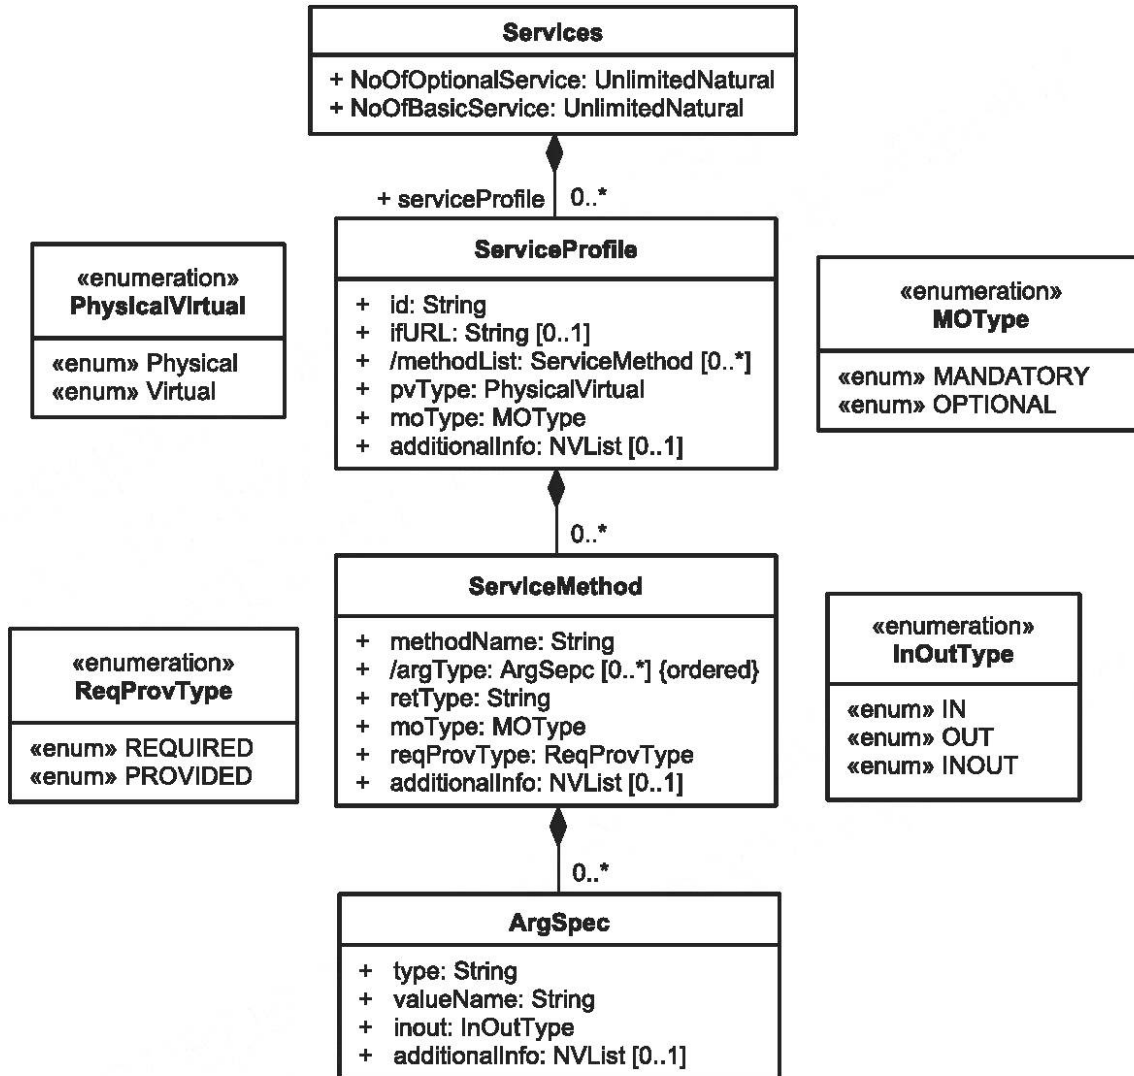 Services
+ NoOfOptionalService: UnlimitedNatural
+ NoOfBasicService: UnlimitedNatural
+ serviceProfile 0..*
ServiceProfile
+ id: String
+ ifURL: String [0..1]
+ /methodList: ServiceMethod [0..*]
+ pvType: PhysicalVirtual
+ moType: MOType
+ additionalInfo: NVList [0..1]
«enumeration»
PhysicalVirtual
«enum» Physical
«enum» Virtual
«enumeration»
MOType
«enum» MANDATORY
«enum» OPTIONAL
0..*
ServiceMethod
+ methodName: String
+ /argType: ArgSepc [0..*] {ordered}
+ retType: String
+ moType: MOType
+ reqProvType: ReqProvType
+ additionalInfo: NVList [0..1]
«enumeration»
ReqProvType
«enum» REQUIRED
«enum» PROVIDED
«enumeration»
InOutType
«enum» IN
«enum» OUT
«enum» INOUT
0..*
ArgSpec
+ type: String
+ valueName: String
+ inout: InOutType
+ additionalInfo: NVList [0..1]